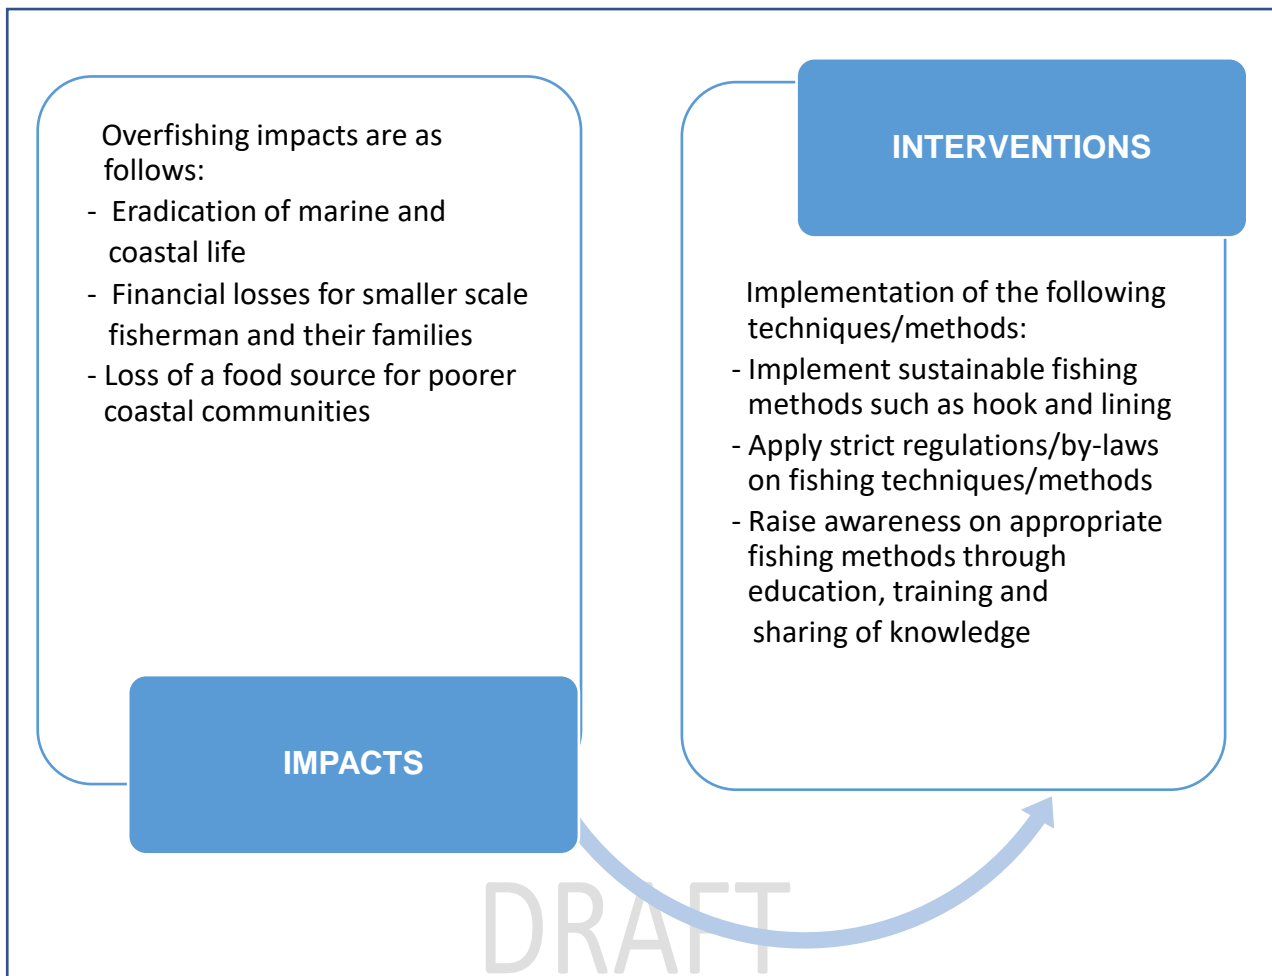 Overfishing impacts are as
follows:
- Eradication of marine and
coastal life
- Financial losses for smaller scale
fisherman and their families
- Loss of a food source for poorer
coastal communities
IMPACTS
INTERVENTIONS
Implementation of the following
techniques/methods:
- Implement sustainable fishing
methods such as hook and lining
- Apply strict regulations/by-laws
on fishing techniques/methods
- Raise awareness on appropriate
fishing methods through
education, training and
sharing of knowledge
DRAFT